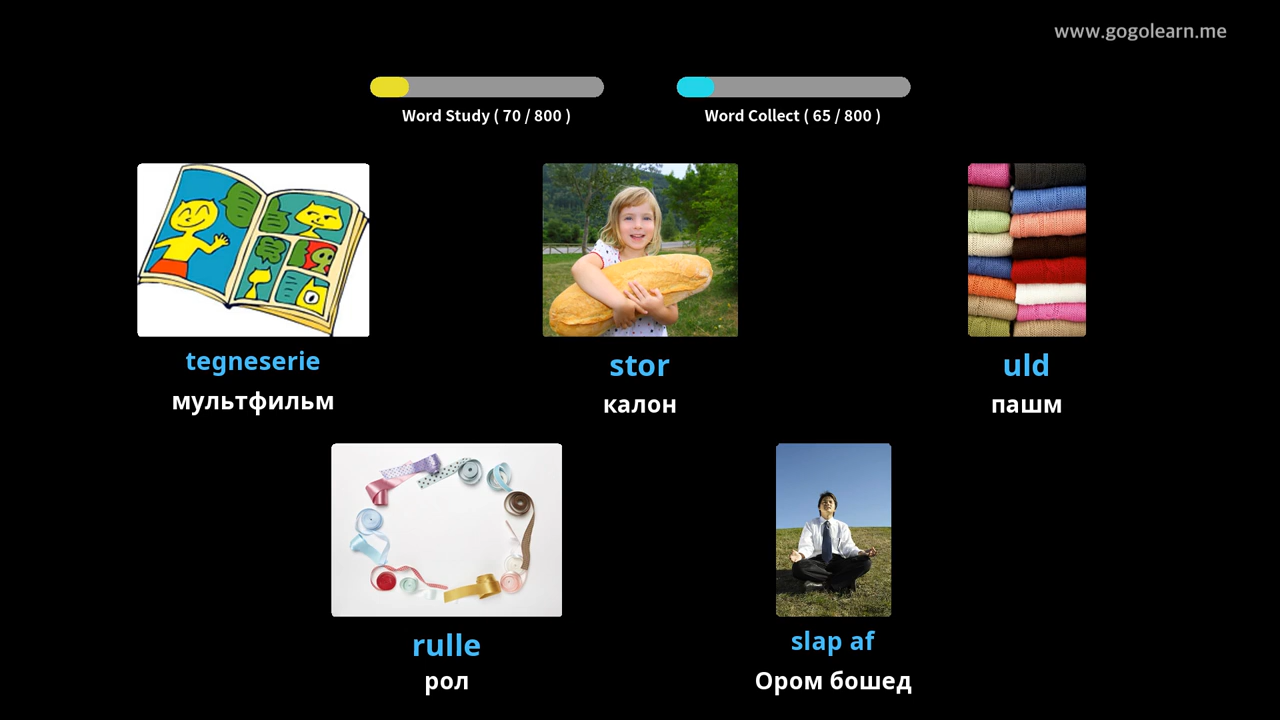 www.gogolearn.me
Word Study ( 70 / 800 )
Word Collect ( 65 / 800 )
tegneserie
мультфильм
stor
калон
uld
пашм
rulle
рол
slap af
Ором бошед